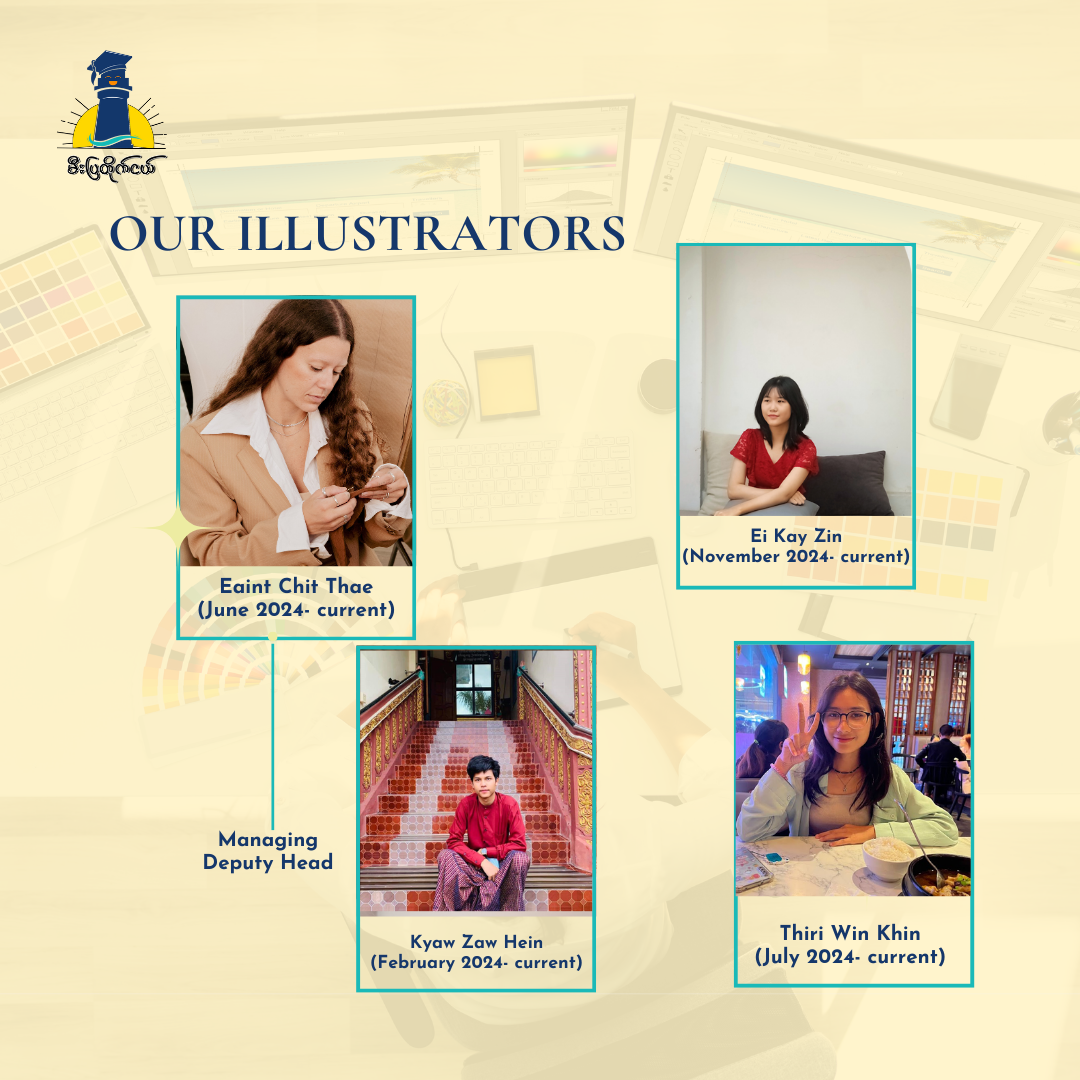 မီးပြတိုက်ငယ်
OUR ILLUSTRATORS
Eaint Chit Thae
(June 2024- current)
Ei Kay Zin
(November 2024- current)
Managing
Deputy Head
Kyaw Zaw Hein
(February 2024- current)
Thiri Win Khin
(July 2024- current)